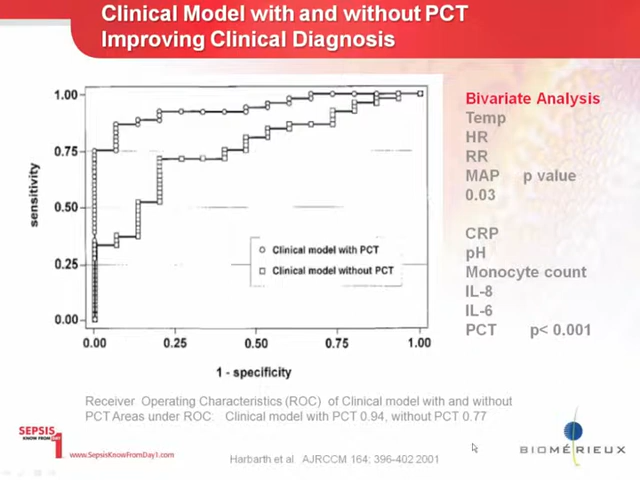 Clinical Model with and without PCT
Improving Clinical Diagnosis
1.00
0.75
0.50
0.25
0.00
sensitivity
Clinical model with PCT
Clinical model without PCT
0.00 0.25 0.50 0.75 1.00
1 - specificity
Bivariate Analysis
Temp
HR
RR
MAP p value
0.03
CRP
pH
Monocyte count
IL-8
IL-6
PCT p< 0.001
Receiver Operating Characteristics (ROC) of Clinical model with and without
PCT Areas under ROC: Clinical model with PCT 0.94, without PCT 0.77
SEPSIS
KNOW FROM DAY
1
www.SepsisKnowFromDay1.com
Harbarth et al AJRCCM 164; 396-402 2001
BIOMÉRIEUX